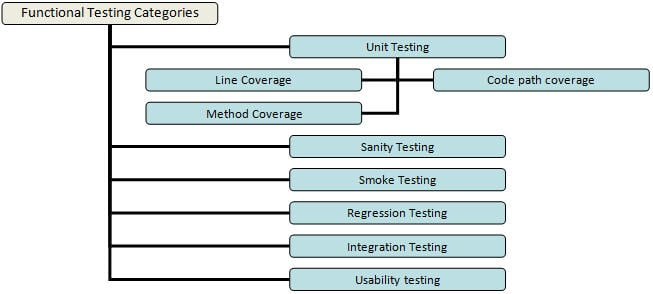 Functional Testing Categories
Unit Testing
Line Coverage
Code path coverage
Method Coverage
Sanity Testing
Smoke Testing
Regression Testing
Integration Testing
Usability testing